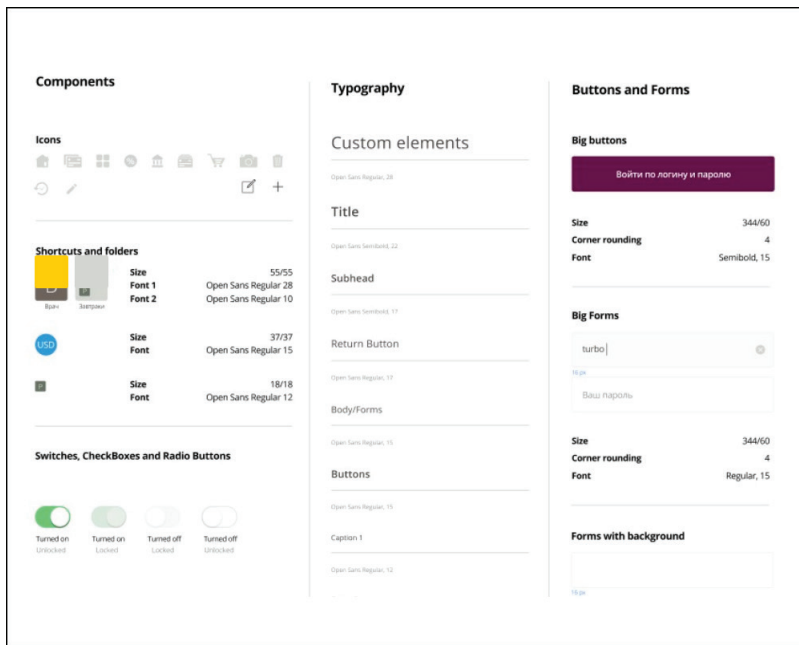 Components
Icons
Shortcuts and folders
Врач
Завтраки
Size 55/55
Font 1 Open Sans Regular 28
Font 2 Open Sans Regular 10
USD
Size 37/37
Font Open Sans Regular 15
P
Size 18/18
Font Open Sans Regular 12
Switches, CheckBoxes and Radio Buttons
Turned on
Unlocked
Turned on
Locked
Turned off
Locked
Turned off
Unlocked
Typography
Custom elements
Open Sans Regular, 28
Title
Open Sans Semibold, 22
Subhead
Open Sans Semibold, 17
Return Button
Open Sans Regular, 17
Body/Forms
Open Sans Regular, 15
Buttons
Open Sans Regular, 15
Caption 1
Open Sans Regular, 12
Buttons and Forms
Big buttons
Войти по логину и паролю
Size 344/60
Corner rounding 4
Font Semibold, 15
Big Forms
turbo
16 px
Ваш пароль
Size 344/60
Corner rounding 4
Font Regular, 15
Forms with background
16 px